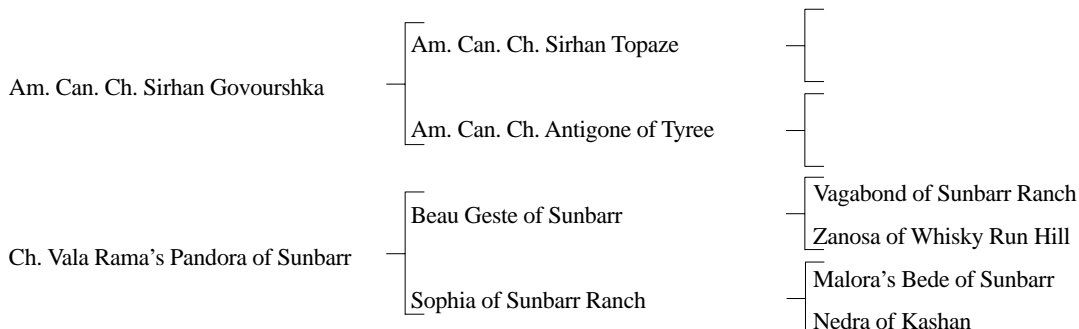 Am. Can. Ch. Sirhan Topaze
Am. Can. Ch. Sirhan Govourshka
Am. Can. Ch. Antigone of Tyree
Vagabond of Sunbarr Ranch
Beau Geste of Sunbarr
Zanosa of Whisky Run Hill
Ch. Vala Rama’s Pandora of Sunbarr
Malora’s Bede of Sunbarr
Sophia of Sunbarr Ranch
Nedra of Kashan